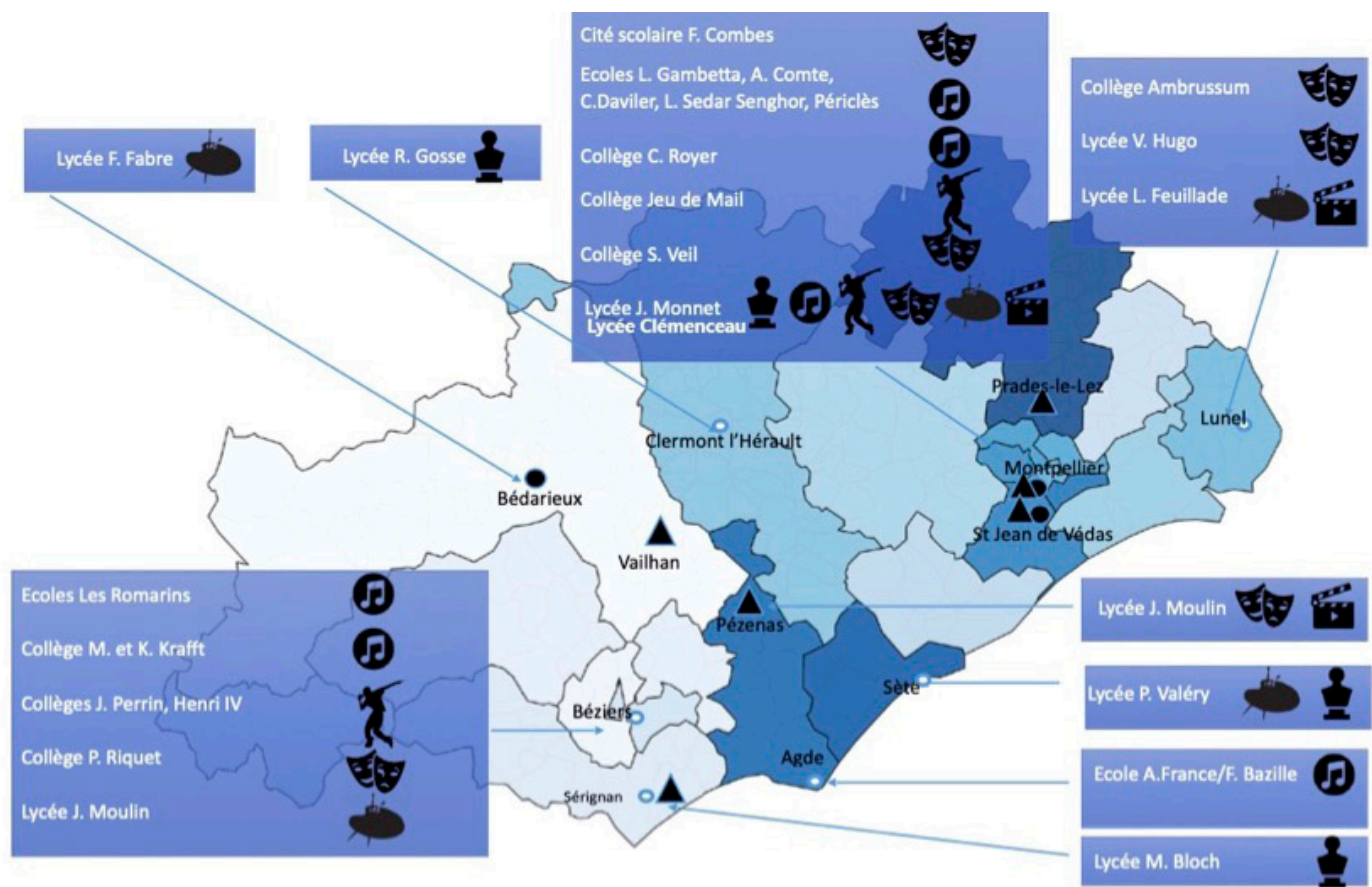 Cité scolaire F. Combes
Ecoles L. Gambetta, A. Comte,
C.Daviler, L. Sedar Senghor, Périclès
Collège C. Royer
Collège Jeu de Mail
Collège S. Veil
Lycée J. Monnet
Lycée Clémenceau
Collège Ambrussum
Lycée V. Hugo
Lycée L. Feuillade
Lycée F. Fabre
Lycée R. Gosse
Prades-le-Lez
Lunel
Clermont l'Hérault
Montpellier
Bédarieux
St Jean de Védas
Vailhan
Pézenas
Sète
Béziers
Agde
Sérignan
Ecoles Les Romarins
Collège M. et K. Krafft
Collèges J. Perrin, Henri IV
Collège P. Riquet
Lycée J. Moulin
Lycée J. Moulin
Lycée P. Valéry
Ecole A.France/F. Bazille
Lycée M. Bloch